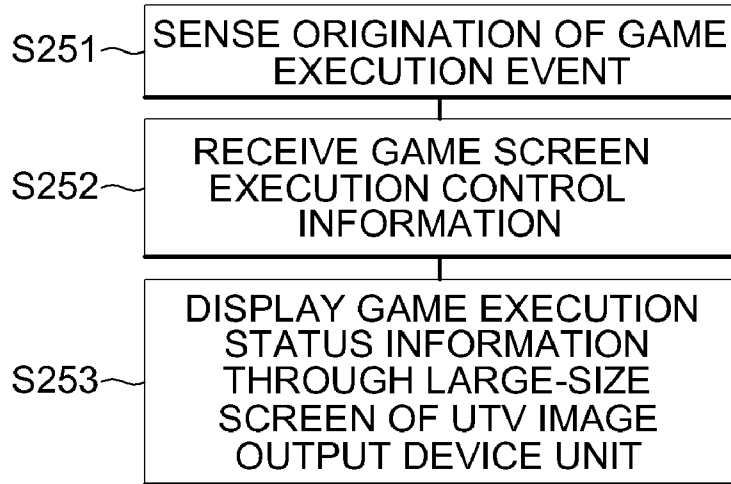 S251
SENSE ORIGINATION OF GAME
EXECUTION EVENT
S252
RECEIVE GAME SCREEN
EXECUTION CONTROL
INFORMATION
S253
DISPLAY GAME EXECUTION
STATUS INFORMATION
THROUGH LARGE-SIZE
SCREEN OF UTV IMAGE
OUTPUT DEVICE UNIT